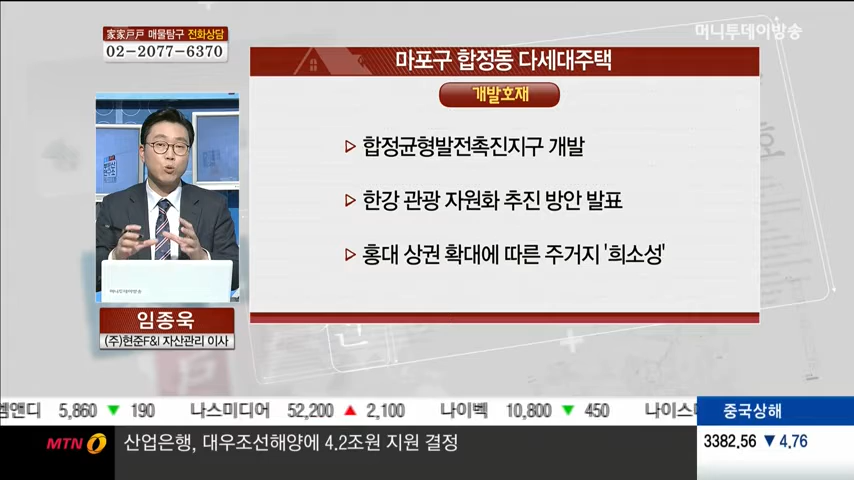 家家戶戶 매물탐구 전화상담
02-2077-6370
머니투데이방송
마포구 합정동 다세대주택
개발호재
▷ 합정균형발전촉진지구 개발
▷ 한강 관광 자원화 추진 방안 발표
▷ 홍대 상권 확대에 따른 주거지 '희소성'
임종욱
(주)현준F&I 자산관리 이사
엠앤디 5,860 ▼ 190 나스미디어 52,200 ▲ 2,100 나이벡 10,800 ▼ 450 나이스
중국상해
MTN 산업은행, 대우조선해양에 4.2조원 지원 결정
3382.56 ▼ 4.76